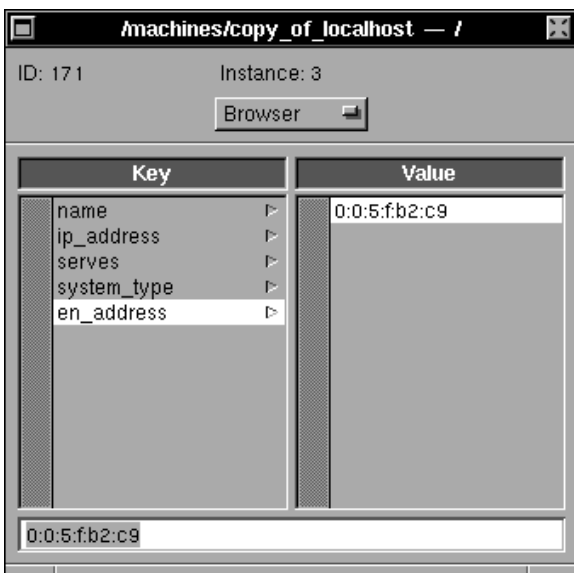 /machines/copy_of_localhost — /
ID: 171 Instance: 3
Browser
Key Value
name 0:0:5:f:b2:c9
ip_address
serves
system_type
en_address
0:0:5:f:b2:c9